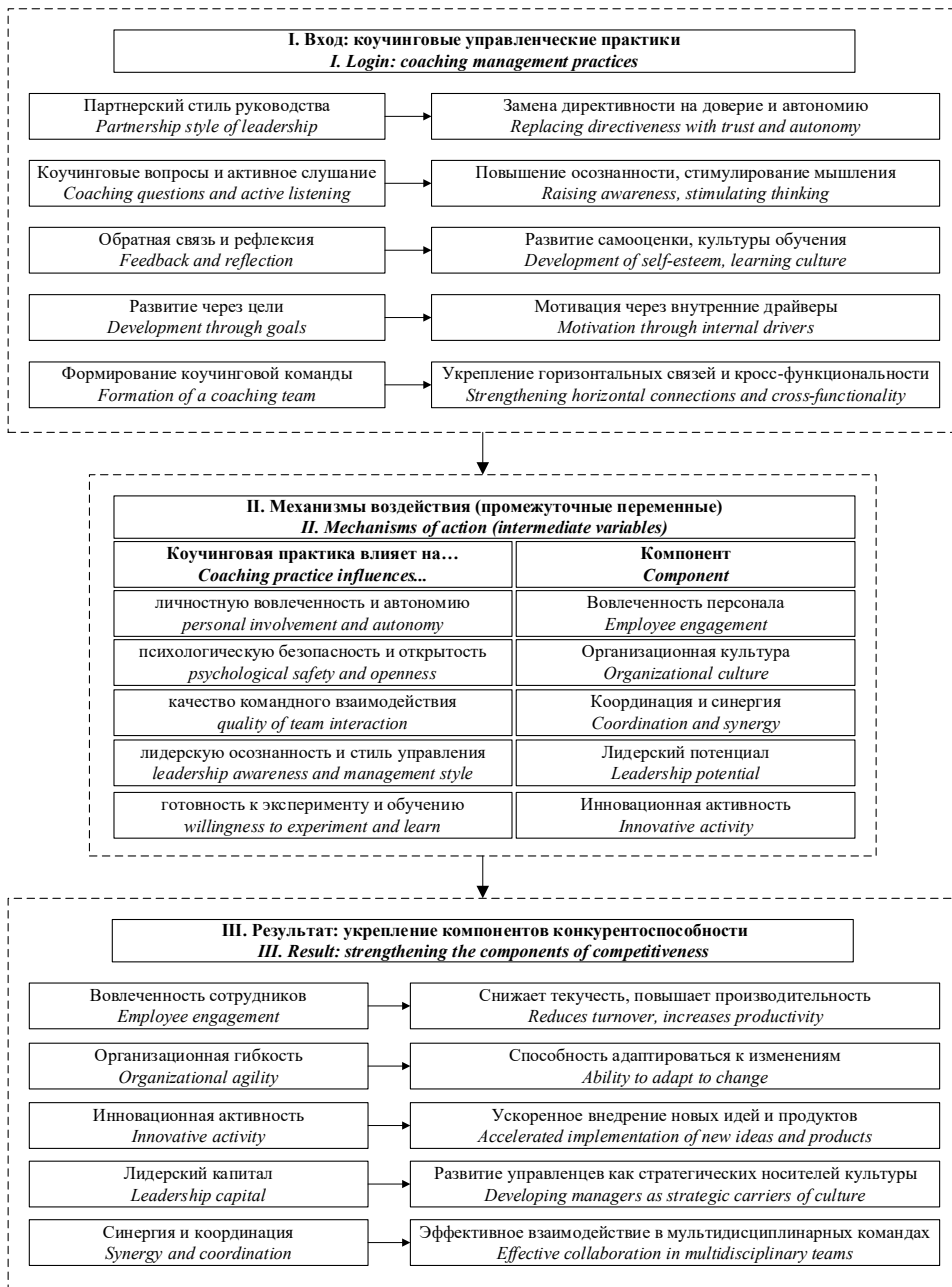 I. Вход: коучинговые управленческие практики
I. Login: coaching management practices
Партнерский стиль руководства
Partnership style of leadership
Замена директивности на доверие и автономию
Replacing directiveness with trust and autonomy
Коучинговые вопросы и активное слушание
Coaching questions and active listening
Повышение осознанности, стимулирование мышления
Raising awareness, stimulating thinking
Обратная связь и рефлексия
Feedback and reflection
Развитие самооценки, культуры обучения
Development of self-esteem, learning culture
Развитие через цели
Development through goals
Мотивация через внутренние драйверы
Motivation through internal drivers
Формирование коучинговой команды
Formation of a coaching team
Укрепление горизонтальных связей и кросс-функциональности
Strengthening horizontal connections and cross-functionality
II. Механизмы воздействия (промежуточные переменные)
II. Mechanisms of action (intermediate variables)
Коучинговая практика влияет на…
Coaching practice influences...
Компонент
Component
личностную вовлеченность и автономию
personal involvement and autonomy
Вовлеченность персонала
Employee engagement
психологическую безопасность и открытость
psychological safety and openness
Организационная культура
Organizational culture
качество командного взаимодействия
quality of team interaction
Координация и синергия
Coordination and synergy
лидерскую осознанность и стиль управления
leadership awareness and management style
Лидерский потенциал
Leadership potential
готовность к эксперименту и обучению
willingness to experiment and learn
Инновационная активность
Innovative activity
III. Результат: укрепление компонентов конкурентоспособности
III. Result: strengthening the components of competitiveness
Вовлеченность сотрудников
Employee engagement
Снижает текучесть, повышает производительность
Reduces turnover, increases productivity
Организационная гибкость
Organizational agility
Способность адаптироваться к изменениям
Ability to adapt to change
Инновационная активность
Innovative activity
Ускоренное внедрение новых идей и продуктов
Accelerated implementation of new ideas and products
Лидерский капитал
Leadership capital
Развитие управленцев как стратегических носителей культуры
Developing managers as strategic carriers of culture
Синергия и координация
Synergy and coordination
Эффективное взаимодействие в мультидисциплинарных командах
Effective collaboration in multidisciplinary teams